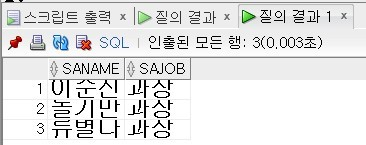 스크립트 출력 × 질의 결과 × 질의 결과 1 ×
SQL | 인출된 모든 행: 3(0,003초)
SANAME SAJOB
1 이순신 과장
2 놀기만 과장
3 류별나 과장